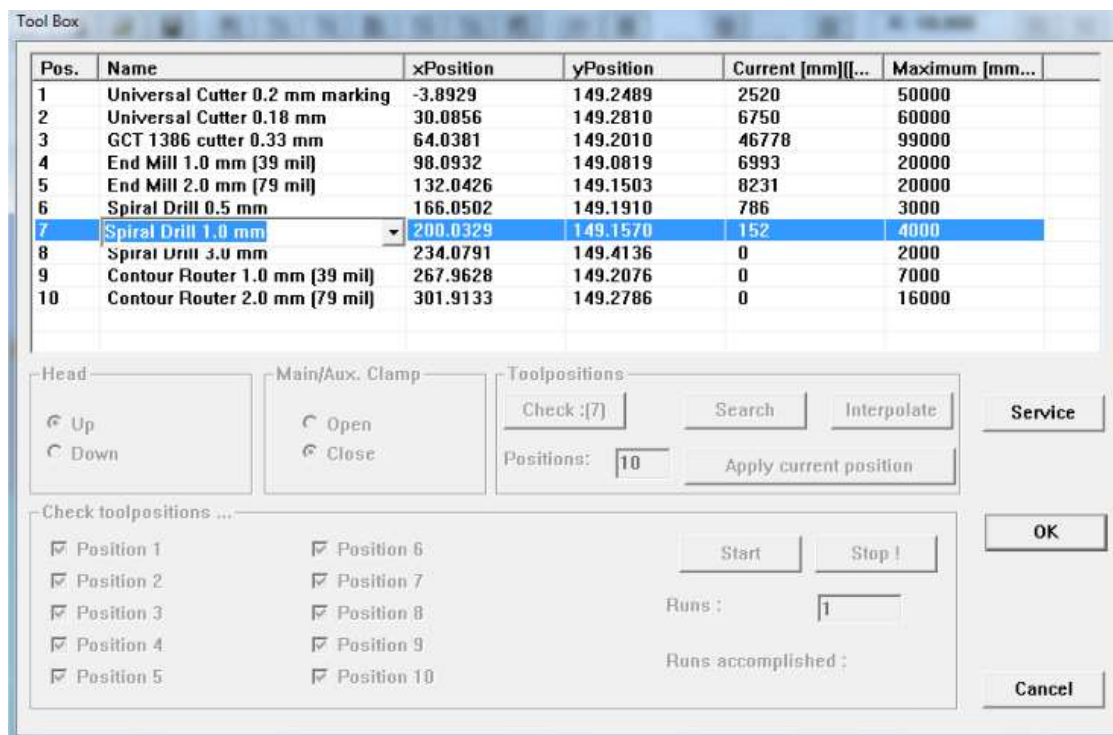 Tool Box
Pos. Name xPosition yPosition Current [mm]([... Maximum [mm...
1 Universal Cutter 0.2 mm marking -3.8929 149.2489 2520 50000
2 Universal Cutter 0.18 mm 30.0856 149.2810 6750 60000
3 GCT 1386 cutter 0.33 mm 64.0381 149.2010 46778 99000
4 End Mill 1.0 mm (39 mil) 98.0932 149.0819 6993 20000
5 End Mill 2.0 mm (79 mil) 132.0426 149.1503 8231 20000
6 Spiral Drill 0.5 mm 166.0502 149.1910 786 3000
7 Spiral Drill 1.0 mm 200.0329 149.1570 152 4000
8 Spiral Drill 3.0 mm 234.0791 149.4136 0 2000
9 Contour Router 1.0 mm (39 mil) 267.9628 149.2076 0 7000
10 Contour Router 2.0 mm (79 mil) 301.9133 149.2786 0 16000
Head
Up
Down
Main/Aux. Clamp
Open
Close
Toolpositions
Check :(7) Search Interpolate
Positions: 10 Apply current position
Service
Check toolpositions ...
Position 1
Position 2
Position 3
Position 4
Position 5
Position 6
Position 7
Position 8
Position 9
Position 10
Start Stop !
Runs : 1
Runs accomplished :
OK
Cancel